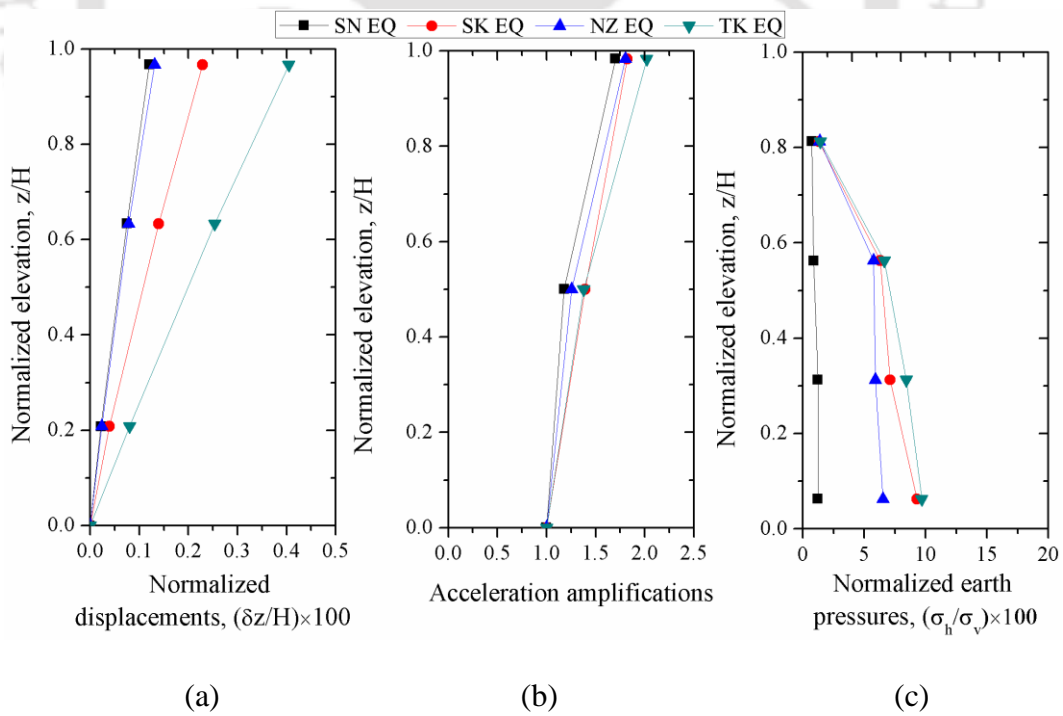 SN EQ SK EQ NZ EQ TK EQ
1.0
0.8
0.6
0.4
0.2
0.0
Normalized elevation, z/H
0.0 0.1 0.2 0.3 0.4 0.5
Normalized
displacements, (δz/H)×100
(a)
1.0
0.8
0.6
0.4
0.2
0.0
Normalized elevation, z/H
0.0 0.5 1.0 1.5 2.0 2.5
Acceleration amplifications
(b)
1.0
0.8
0.6
0.4
0.2
0.0
Normalized elevation, z/H
0 5 10 15 20
Normalized earth
pressures, (σh/σv)×100
(c)